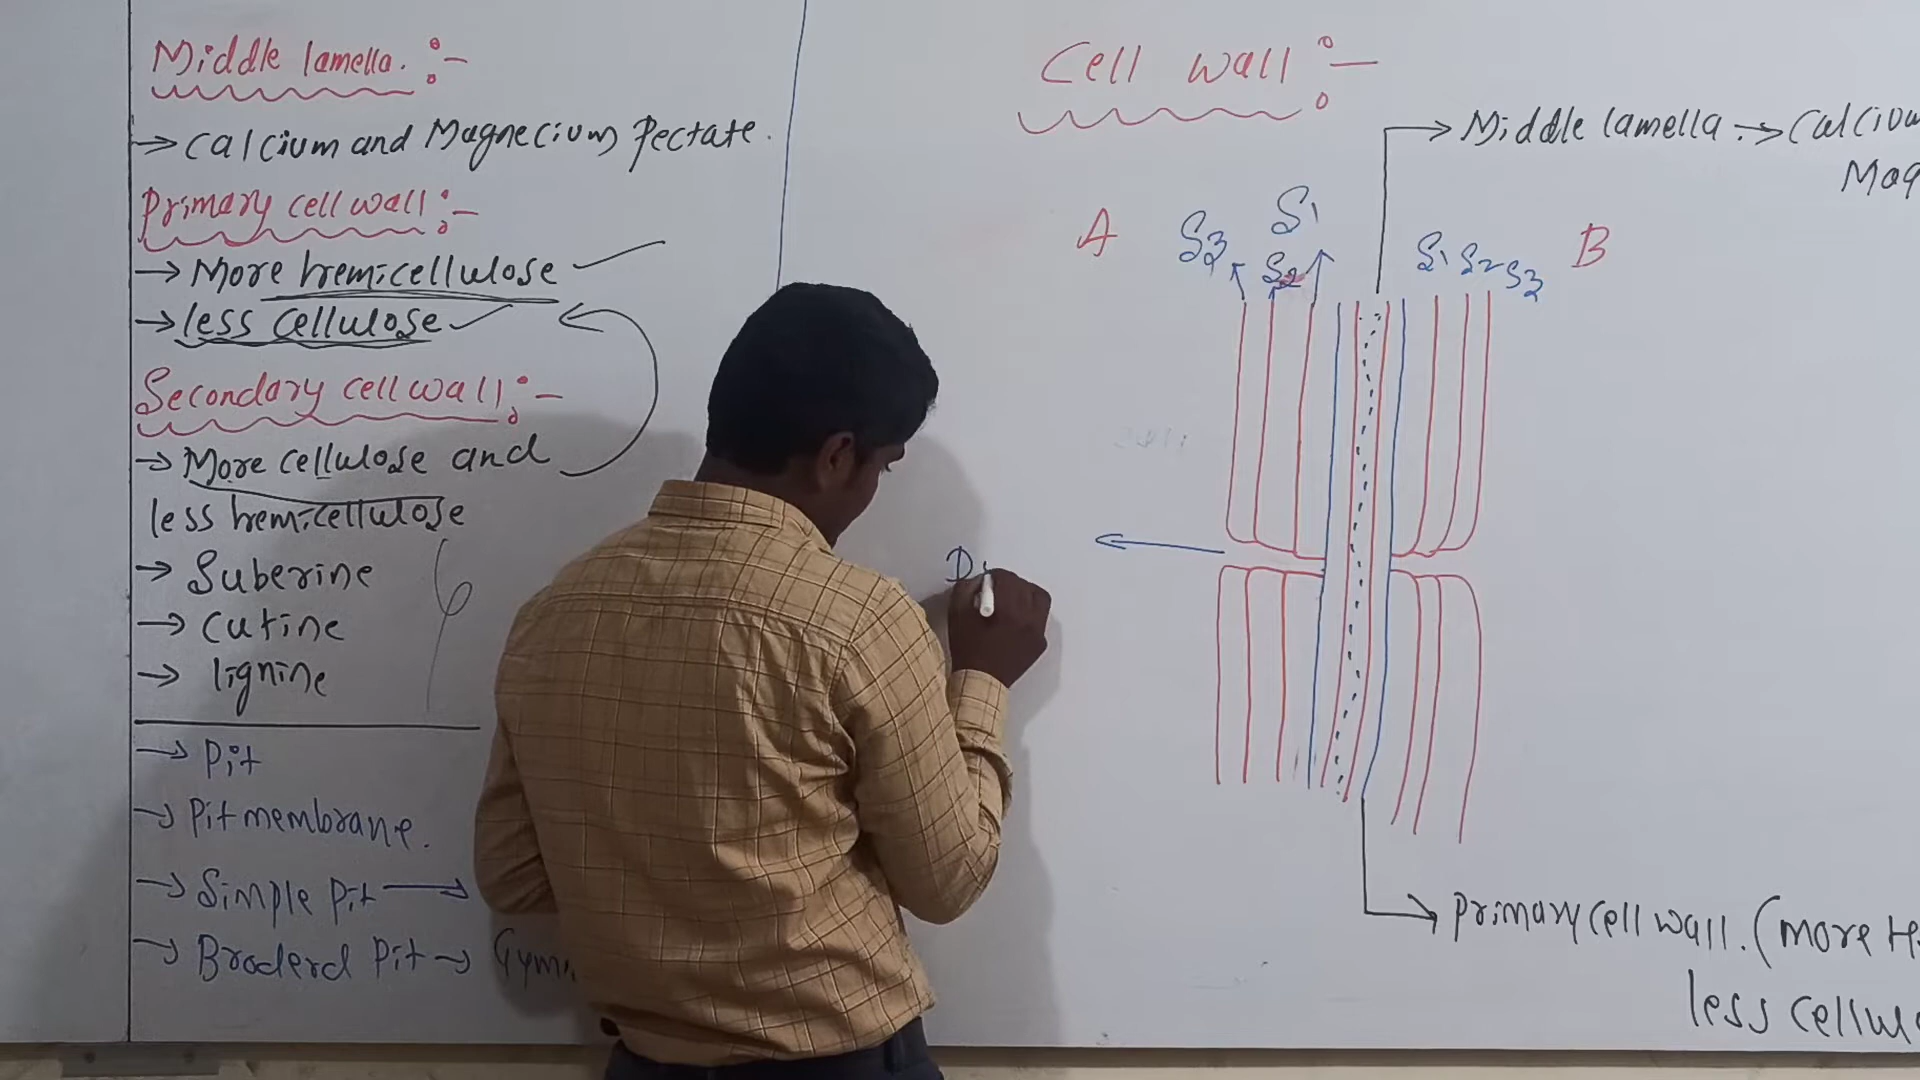 Middle lamella. :-
→ Calcium and Magnecium Pectate.
Primary cell wall :-
→ More hemicellulose
→ less cellulose
Secondary cell wall :-
→ More cellulose and
less hemicellulose
→ Suberine
→ Cutine
→ lignine
→ Pit
→ Pit membrane.
→ Simple Pit →
→ Broderd Pit →
Cell wall :-
→ Middle lamella. → Calcium
A
S3
S2
S1
S1 S2 S3
B
→ Primary cell wall. (more
less